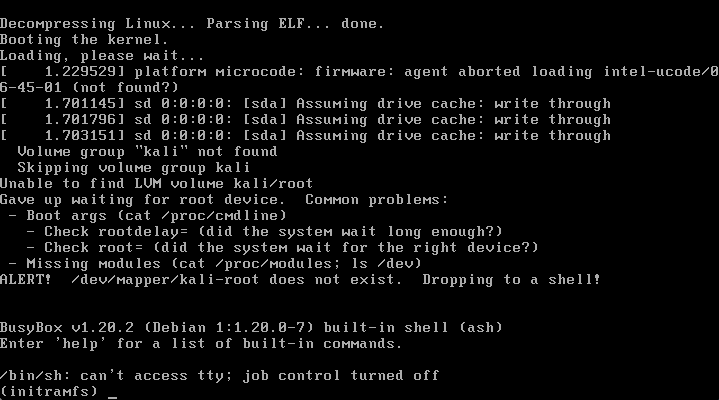 Decompressing Linux... Parsing ELF... done.
Booting the kernel.
Loading, please wait...
[    1.229529] platform microcode: firmware: agent aborted loading intel-ucode/0
6-45-01 (not found?)
[    1.701145] sd 0:0:0:0: [sda] Assuming drive cache: write through
[    1.701796] sd 0:0:0:0: [sda] Assuming drive cache: write through
[    1.703151] sd 0:0:0:0: [sda] Assuming drive cache: write through
  Volume group "kali" not found
  Skipping volume group kali
Unable to find LVM volume kali/root
Gave up waiting for root device.  Common problems:
 - Boot args (cat /proc/cmdline)
   - Check rootdelay= (did the system wait long enough?)
   - Check root= (did the system wait for the right device?)
 - Missing modules (cat /proc/modules; ls /dev)
ALERT!  /dev/mapper/kali-root does not exist.  Dropping to a shell!
BusyBox v1.20.2 (Debian 1:1.20.0-7) built-in shell (ash)
Enter 'help' for a list of built-in commands.
/bin/sh: can't access tty; job control turned off
(initramfs) _